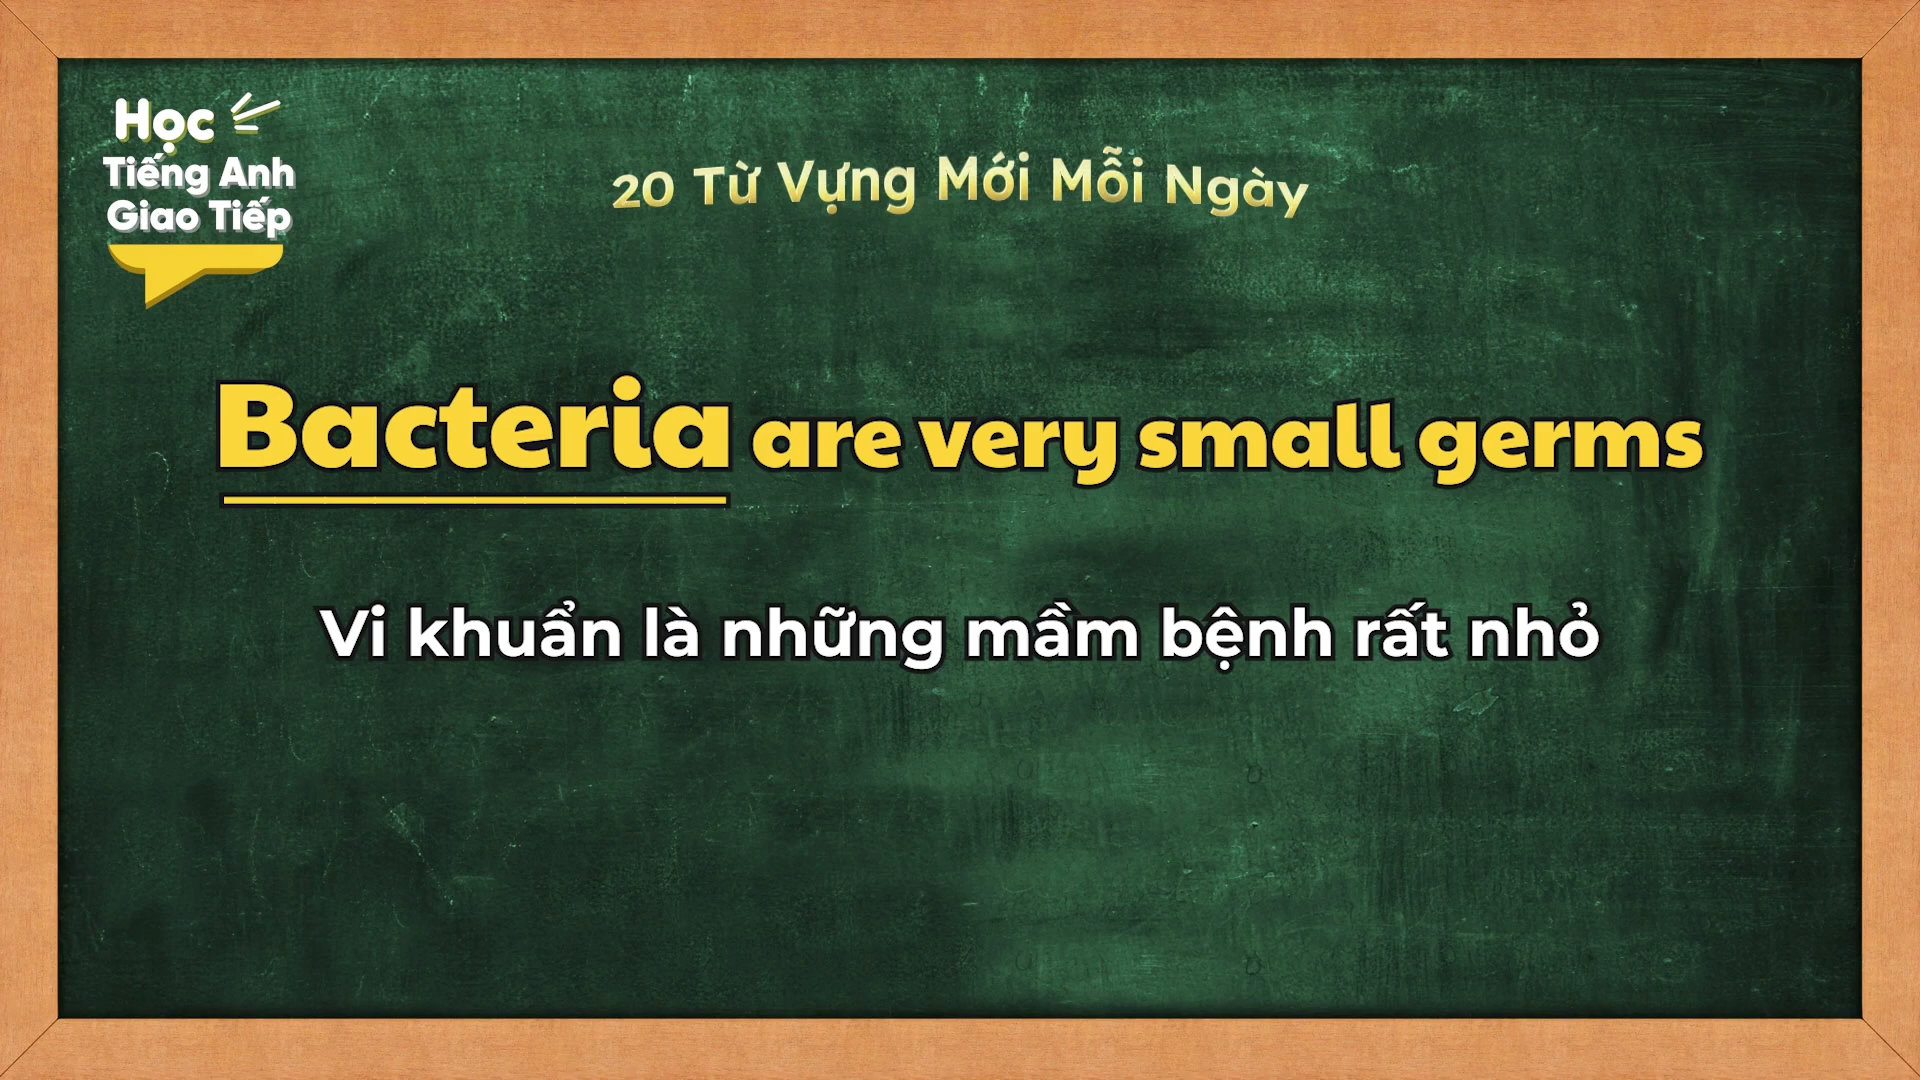 Học
Tiếng Anh
Giao Tiếp
20 Từ Vựng Mới Mỗi Ngày
Bacteria are very small germs
Vi khuẩn là những mầm bệnh rất nhỏ